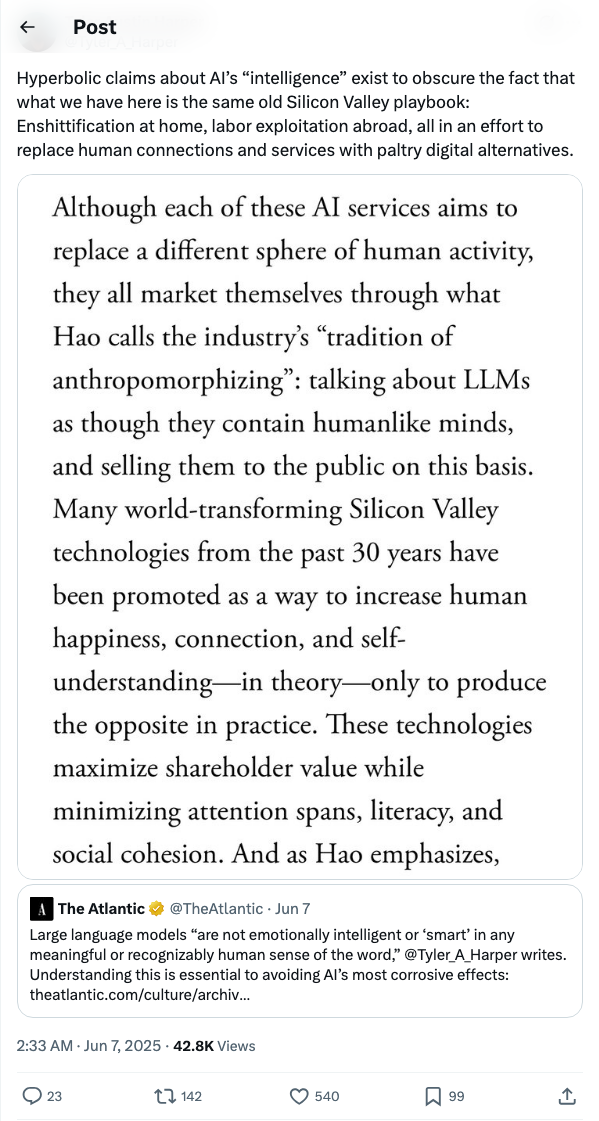 Post
Hyperbolic claims about AI’s “intelligence” exist to obscure the fact that
what we have here is the same old Silicon Valley playbook:
Enshittification at home, labor exploitation abroad, all in an effort to
replace human connections and services with paltry digital alternatives.
Although each of these AI services aims to
replace a different sphere of human activity,
they all market themselves through what
Hao calls the industry’s “tradition of
anthropomorphizing”: talking about LLMs
as though they contain humanlike minds,
and selling them to the public on this basis.
Many world-transforming Silicon Valley
technologies from the past 30 years have
been promoted as a way to increase human
happiness, connection, and self-
understanding—in theory—only to produce
the opposite in practice. These technologies
maximize shareholder value while
minimizing attention spans, literacy, and
social cohesion. And as Hao emphasizes,
A The Atlantic @TheAtlantic · Jun 7
Large language models “are not emotionally intelligent or ‘smart’ in any
meaningful or recognizably human sense of the word,” @Tyler_A_Harper writes.
Understanding this is essential to avoiding AI’s most corrosive effects:
theatlantic.com/culture/archiv…
2:33 AM · Jun 7, 2025 · 42.8K Views
23 142 540 99